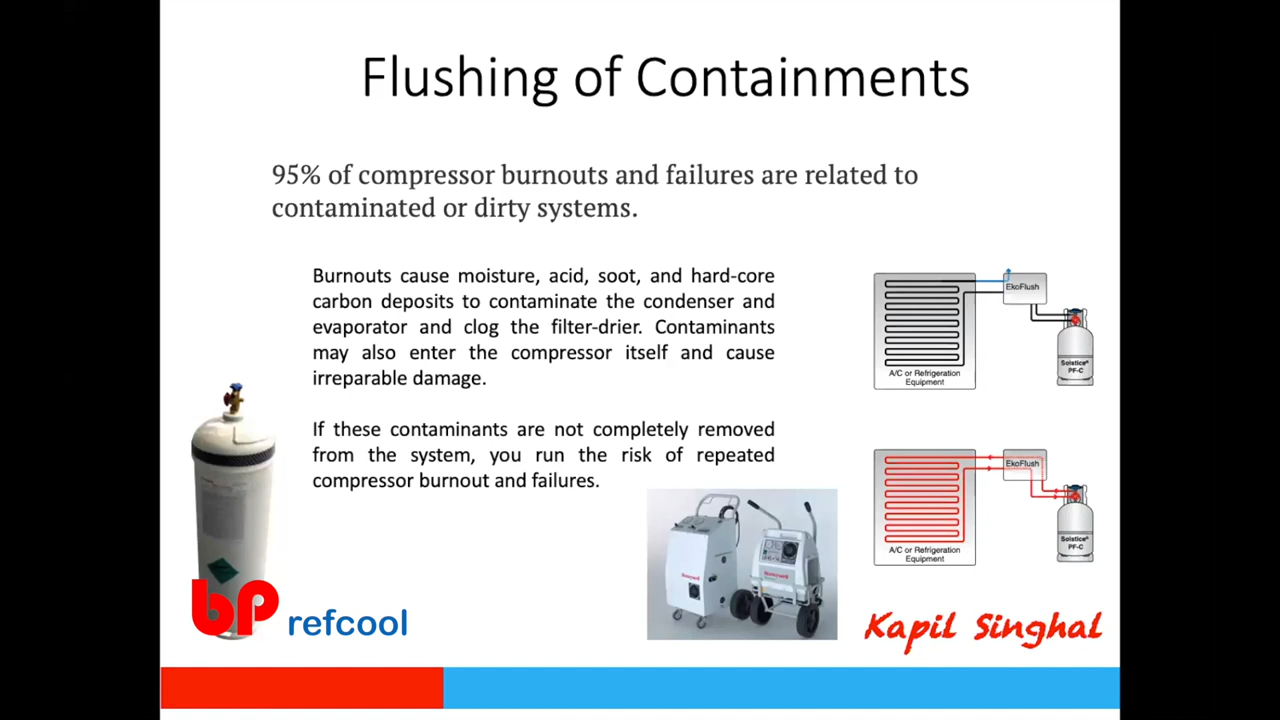 Flushing of Containments
95% of compressor burnouts and failures are related to
contaminated or dirty systems.
Burnouts cause moisture, acid, soot, and hard-core
carbon deposits to contaminate the condenser and
evaporator and clog the filter-drier. Contaminants
may also enter the compressor itself and cause
irreparable damage.
If these contaminants are not completely removed
from the system, you run the risk of repeated
compressor burnout and failures.
EkoFlush
Solstice®
PF-C
A/C or Refrigeration
Equipment
EkoFlush
Solstice®
PF-C
A/C or Refrigeration
Equipment
Honeywell
Honeywell
bp refcool
Kapil Singhal